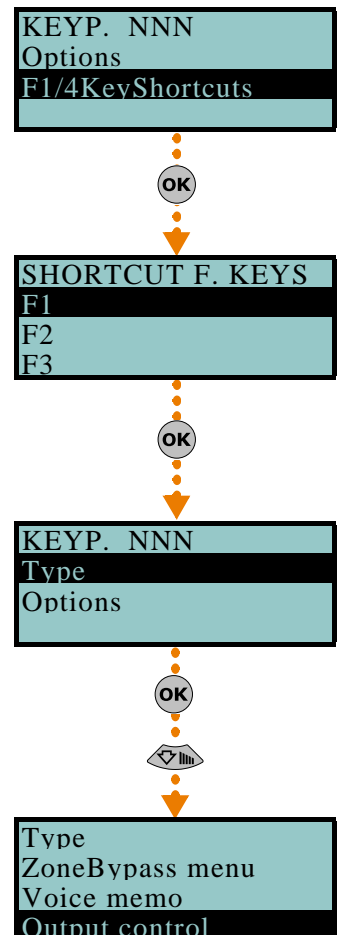 KEYP. NNN
Options
F1/4KeyShortcuts
OK
SHORTCUT F. KEYS
F1
F2
F3
OK
KEYP. NNN
Type
Options
OK
Type
ZoneBypass menu
Voice memo
Output control